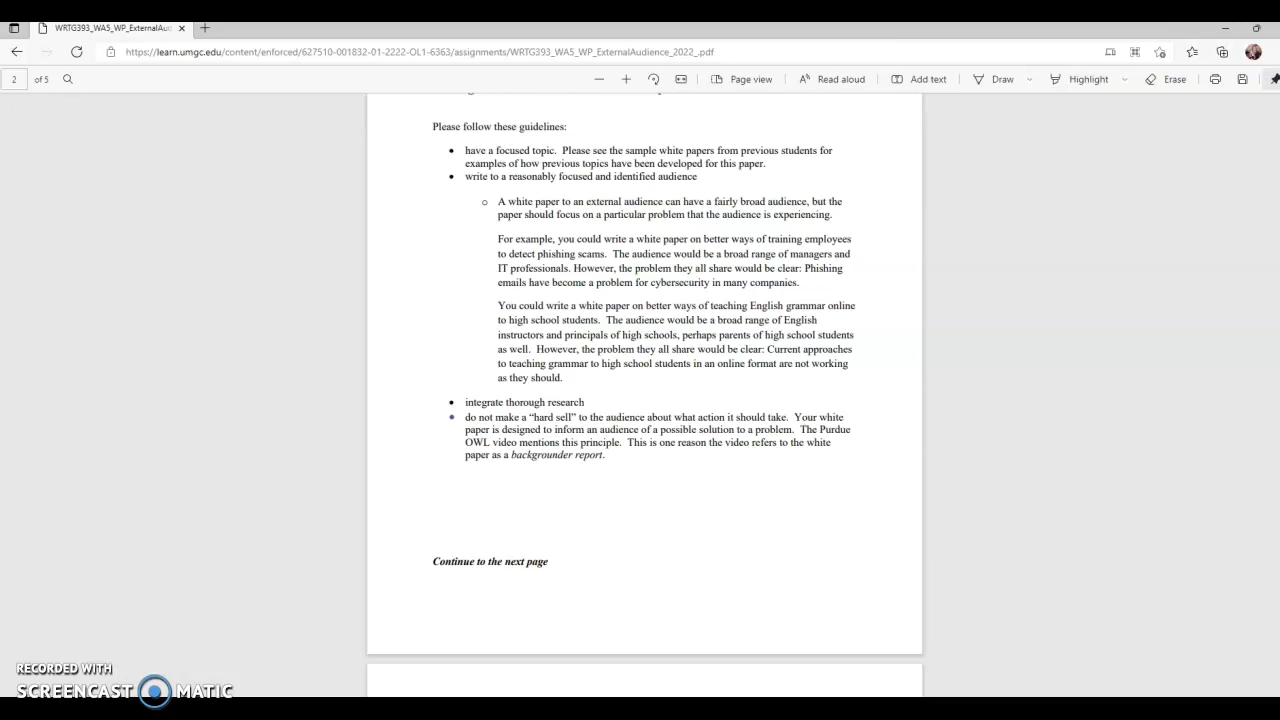 WRTG393_WA5_WP_ExternalAud
https://learn.umgc.edu/content/enforced/627510-001832-01-2222-OL1-6363/assignments/WRTG393_WA5_WP_ExternalAudience_2022_.pdf
2 of 5 Page view Read aloud Add text Draw Highlight Erase
Please follow these guidelines:
• have a focused topic. Please see the sample white papers from previous students for
examples of how previous topics have been developed for this paper.
• write to a reasonably focused and identified audience
o A white paper to an external audience can have a fairly broad audience, but the
paper should focus on a particular problem that the audience is experiencing.
For example, you could write a white paper on better ways of training employees
to detect phishing scams. The audience would be a broad range of managers and
IT professionals. However, the problem they all share would be clear: Phishing
emails have become a problem for cybersecurity in many companies.
You could write a white paper on better ways of teaching English grammar online
to high school students. The audience would be a broad range of English
instructors and principals of high schools, perhaps parents of high school students
as well. However, the problem they all share would be clear: Current approaches
to teaching grammar to high school students in an online format are not working
as they should.
• integrate thorough research
• do not make a “hard sell” to the audience about what action it should take. Your white
paper is designed to inform an audience of a possible solution to a problem. The Purdue
OWL video mentions this principle. This is one reason the video refers to the white
paper as a backgrounder report.
Continue to the next page
RECORDED WITH
SCREENCAST MATIC